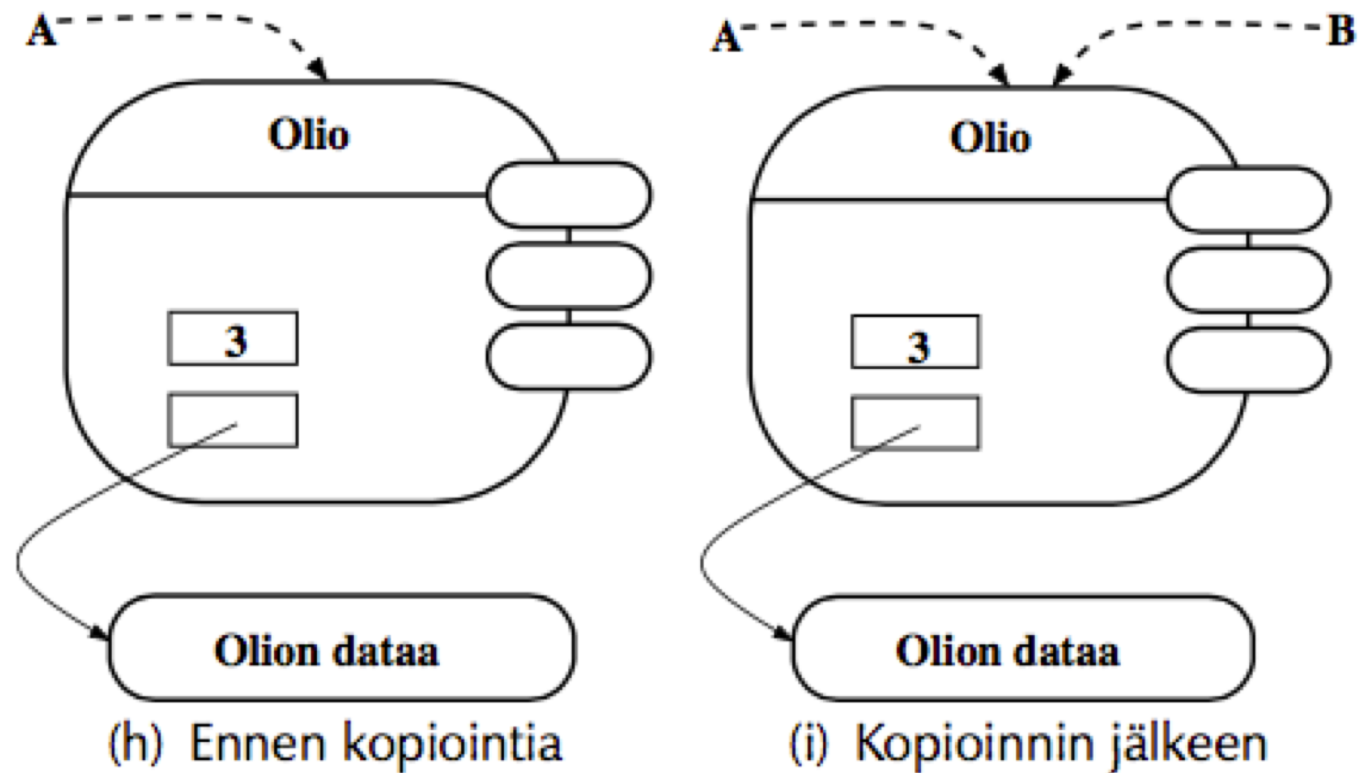 A
Olio
3
Olion dataa
(h) Ennen kopiointia
A
B
Olio
3
Olion dataa
(i) Kopioinnin jälkeen